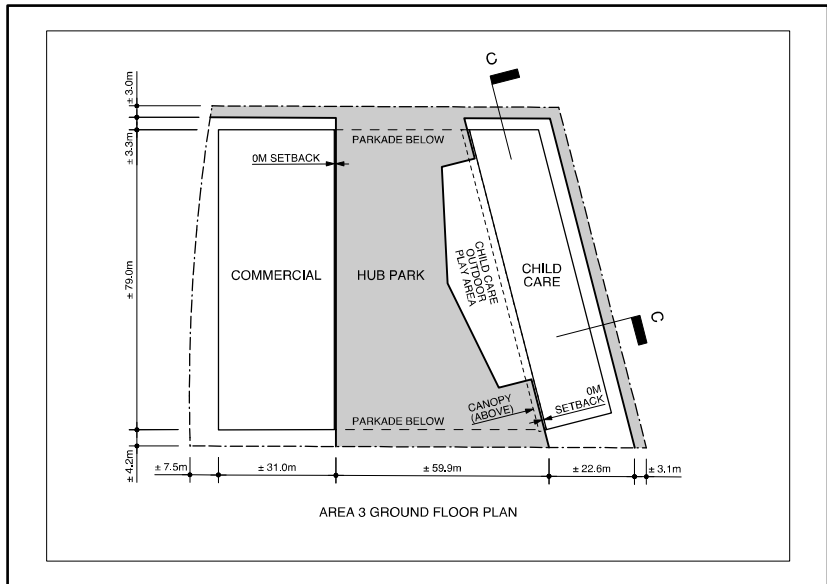 C
± 3.0m
± 3.3m
PARKADE BELOW
0M SETBACK
COMMERCIAL
HUB PARK
CHILD CARE
OUTDOOR
PLAY AREA
CHILD
CARE
C
± 79.0m
CANOPY
(ABOVE)
0M
SETBACK
PARKADE BELOW
± 4.2m
± 7.5m
± 31.0m
± 59.9m
± 22.6m
± 3.1m
AREA 3 GROUND FLOOR PLAN